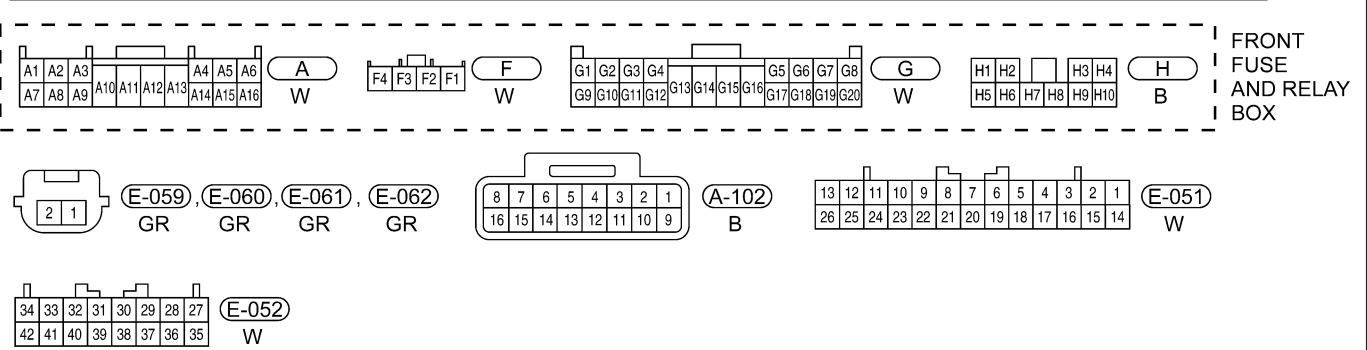 A1 A2 A3 A4 A5 A6
A7 A8 A9 A10 A11 A12 A13 A14 A15 A16
A
W
F4 F3 F2 F1
F
W
G1 G2 G3 G4 G5 G6 G7 G8
G9 G10 G11 G12 G13 G14 G15 G16 G17 G18 G19 G20
G
W
H1 H2 H3 H4
H5 H6 H7 H8 H9 H10
H
B
FRONT
FUSE
AND RELAY
BOX
2 1
E-059 , E-060 , E-061 , E-062
GR GR GR GR
8 7 6 5 4 3 2 1
16 15 14 13 12 11 10 9
A-102
B
13 12 11 10 9 8 7 6 5 4 3 2 1
26 25 24 23 22 21 20 19 18 17 16 15 14
E-051
W
34 33 32 31 30 29 28 27
42 41 40 39 38 37 36 35
E-052
W